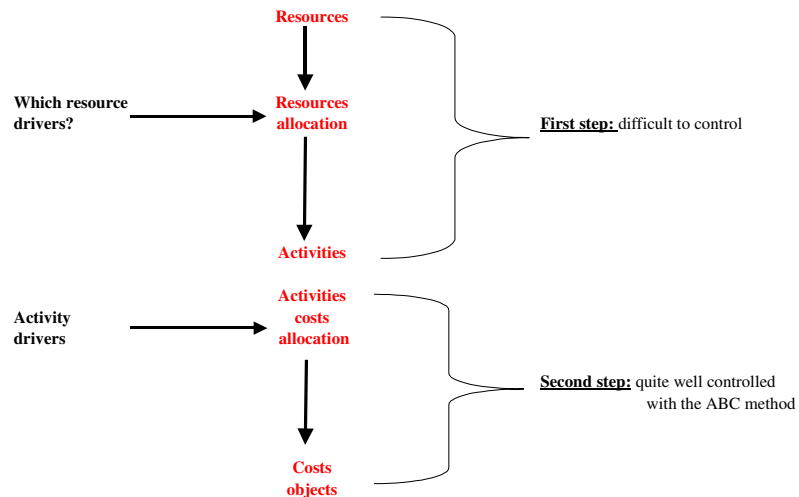 Resources
Which resource
drivers?
Resources
allocation
First step: difficult to control
Activities
Activity
drivers
Activities
costs
allocation
Second step: quite well controlled
with the ABC method
Costs
objects